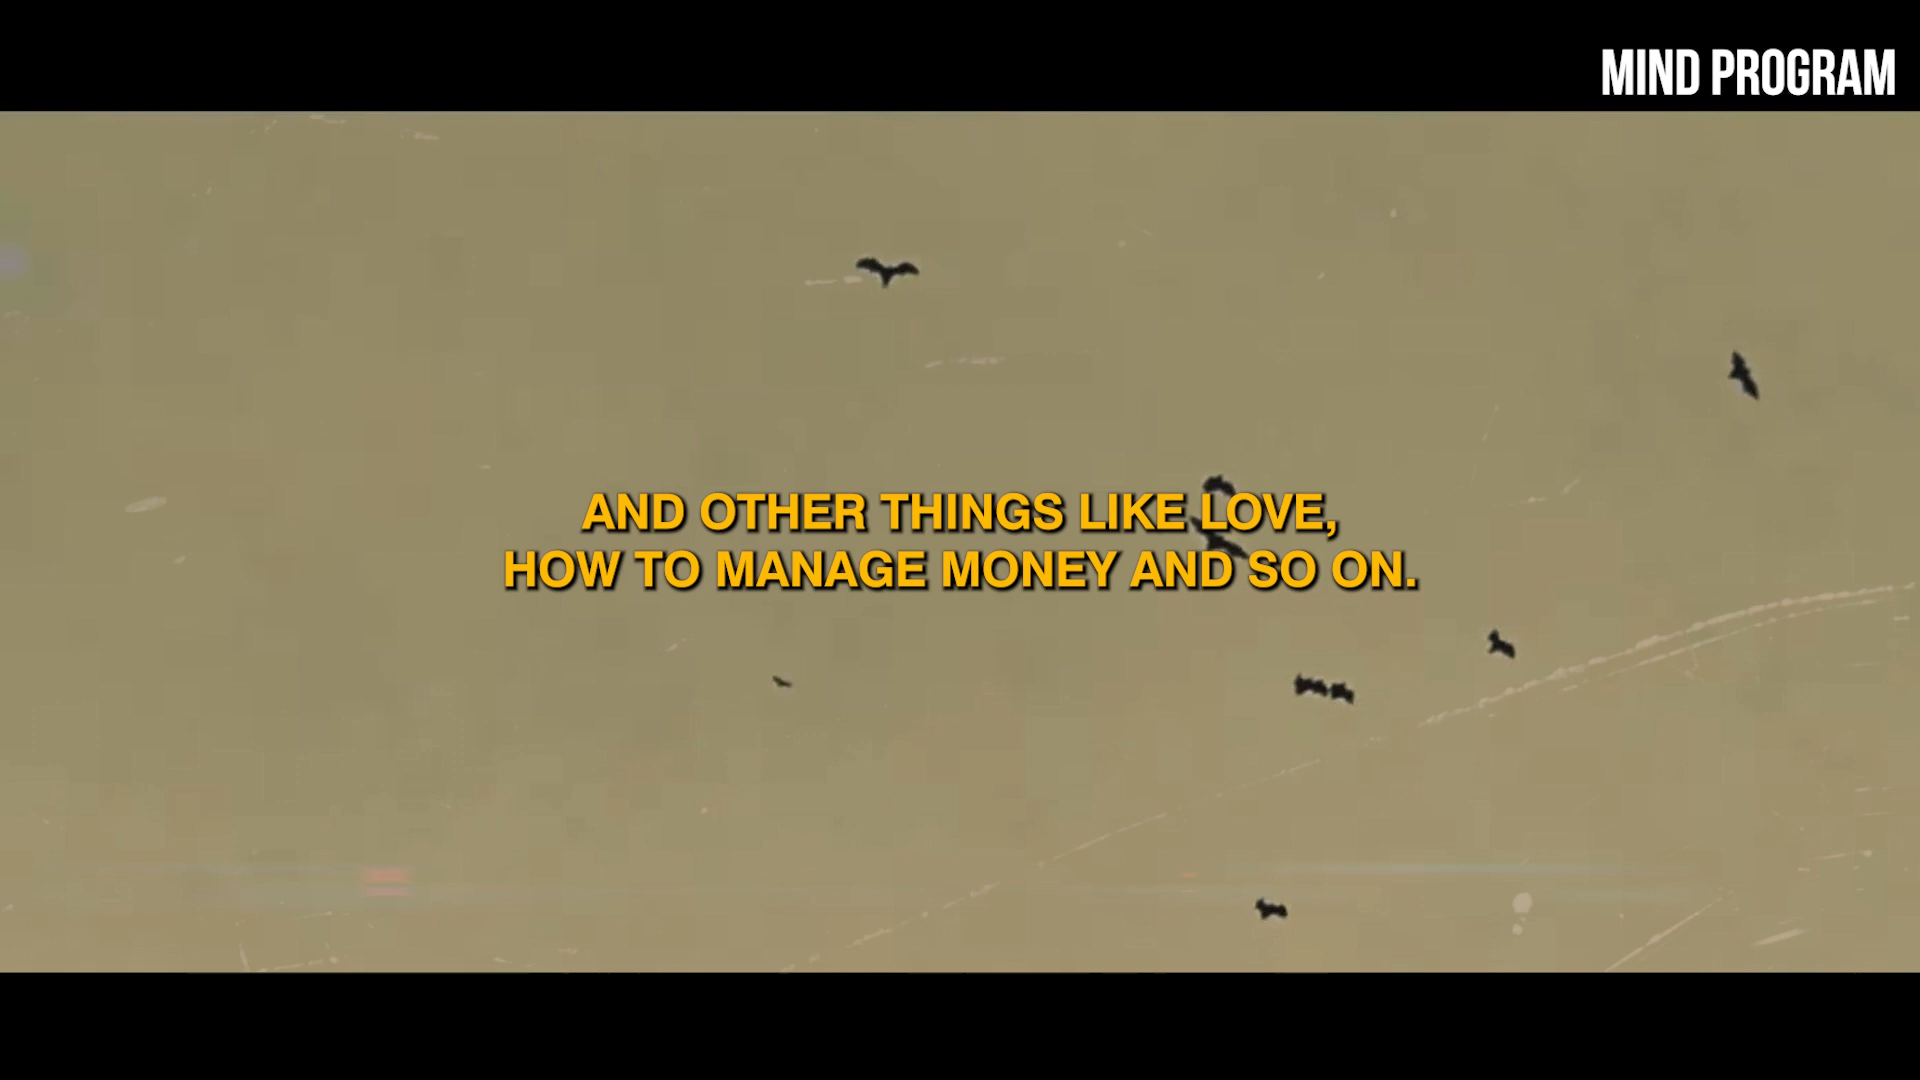 MIND PROGRAM
AND OTHER THINGS LIKE LOVE,
HOW TO MANAGE MONEY AND SO ON.